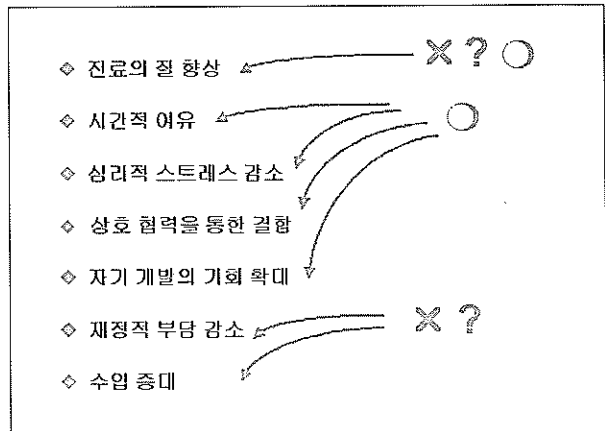 ◇ 진료의 질 향상 X ? ○
◇ 시간적 여유 ○
◇ 심리적 스트레스 감소
◇ 상호 협력을 통한 결합
◇ 자기 개발의 기회 확대
◇ 재정적 부담 감소 X ?
◇ 수입 증대